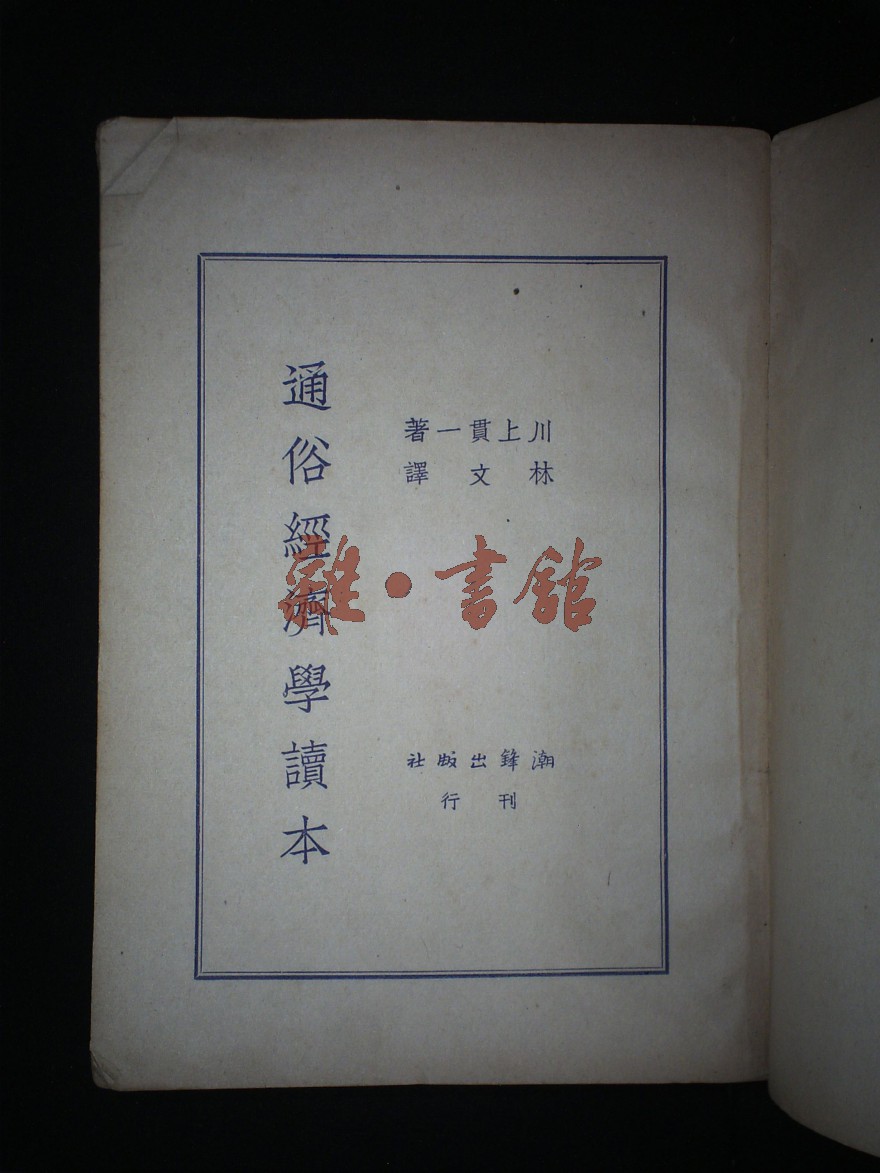 川上貫一著
林文譯
通俗經濟學讀本
雜·書館
潮鋒出版社
刊行